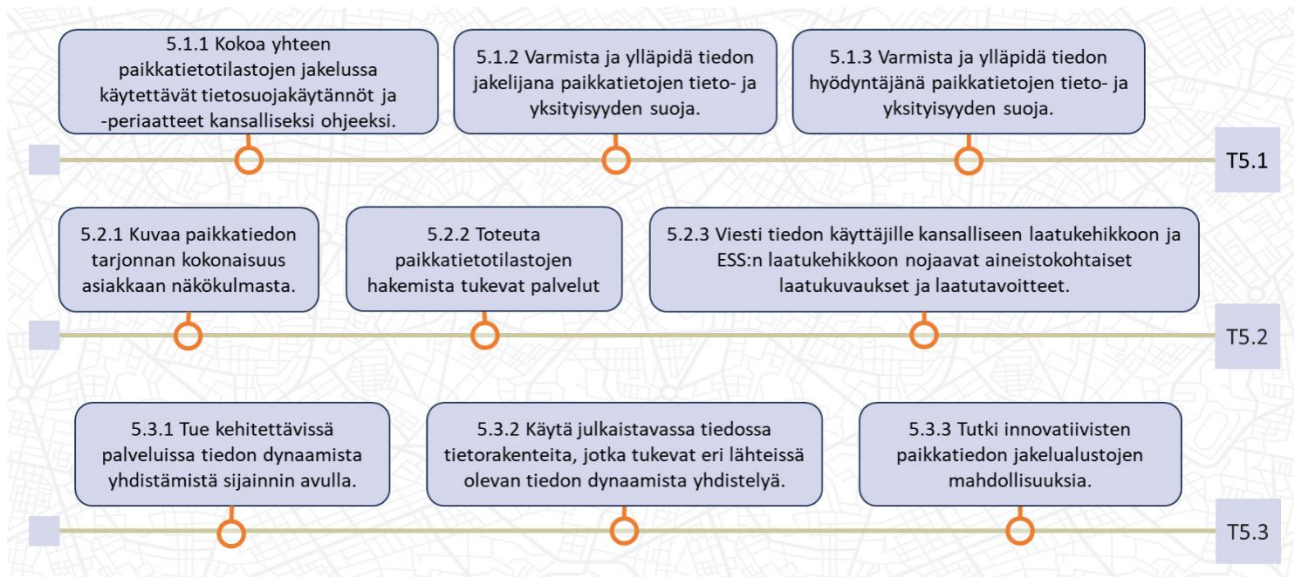 5.1.1 Kokoa yhteen
paikkatietotilastojen jakelussa
käytettävät tietosuojakäytännöt ja
-periaatteet kansalliseksi ohjeeksi.
5.1.2 Varmista ja ylläpidä tiedon
jakelijana paikkatietojen tieto- ja
yksityisyyden suoja.
5.1.3 Varmista ja ylläpidä tiedon
hyödyntäjänä paikkatietojen tieto- ja
yksityisyyden suoja.
T5.1
5.2.1 Kuvaa paikkatiedon
tarjonnan kokonaisuus
asiakkaan näkökulmasta.
5.2.2 Toteuta
paikkatietotilastojen
hakemista tukevat palvelut
5.2.3 Viesti tiedon käyttäjille kansalliseen laatukehikkoon ja
ESS:n laatukehikkoon nojaavat aineistokohtaiset
laatukuvaukset ja laatutavoitteet.
T5.2
5.3.1 Tue kehitettävissä
palveluissa tiedon dynaamista
yhdistämistä sijainnin avulla.
5.3.2 Käytä julkaistavassa tiedossa
tietorakenteita, jotka tukevat eri lähteissä
olevan tiedon dynaamista yhdistelyä.
5.3.3 Tutki innovatiivisten
paikkatiedon jakelualustojen
mahdollisuuksia.
T5.3